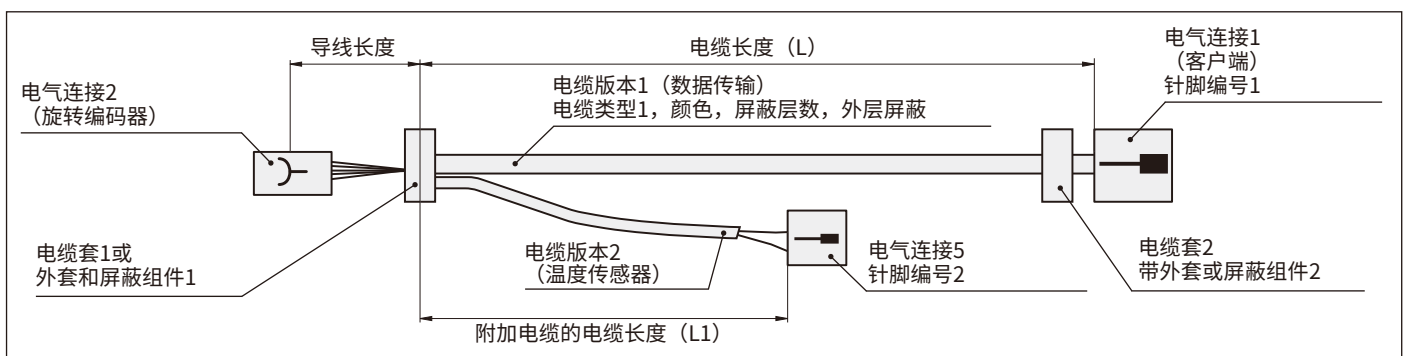 导线长度
电缆长度（L）
电气连接1
（客户端）
针脚编号1
电气连接2
（旋转编码器）
电缆版本1（数据传输）
电缆类型1，颜色，屏蔽层数，外层屏蔽
电缆套1或
外套和屏蔽组件1
电缆版本2
（温度传感器）
电气连接5
针脚编号2
电缆套2
带外套或屏蔽组件2
附加电缆的电缆长度（L1）